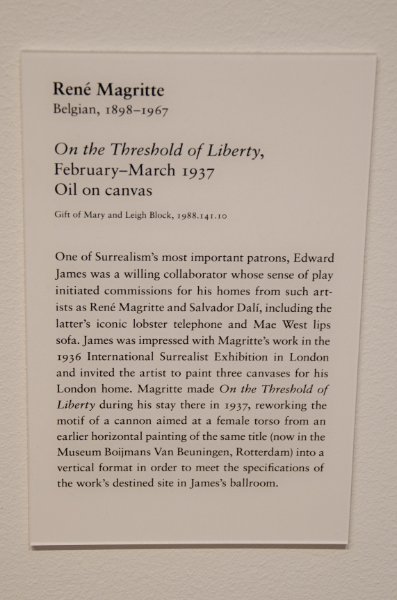 René Magritte
Belgian, 1898–1967
On the Threshold of Liberty,
February–March 1937
Oil on canvas
Gift of Mary and Leigh Block, 1988.141.10
One of Surrealism's most important patrons, Edward
James was a willing collaborator whose sense of play
initiated commissions for his homes from such art-
ists as René Magritte and Salvador Dalí, including the
latter's iconic lobster telephone and Mae West lips
sofa. James was impressed with Magritte's work in the
1936 International Surrealist Exhibition in London
and invited the artist to paint three canvases for his
London home. Magritte made On the Threshold of
Liberty during his stay there in 1937, reworking the
motif of a cannon aimed at a female torso from an
earlier horizontal painting of the same title (now in the
Museum Boijmans Van Beuningen, Rotterdam) into a
vertical format in order to meet the specifications of
the work's destined site in James's ballroom.